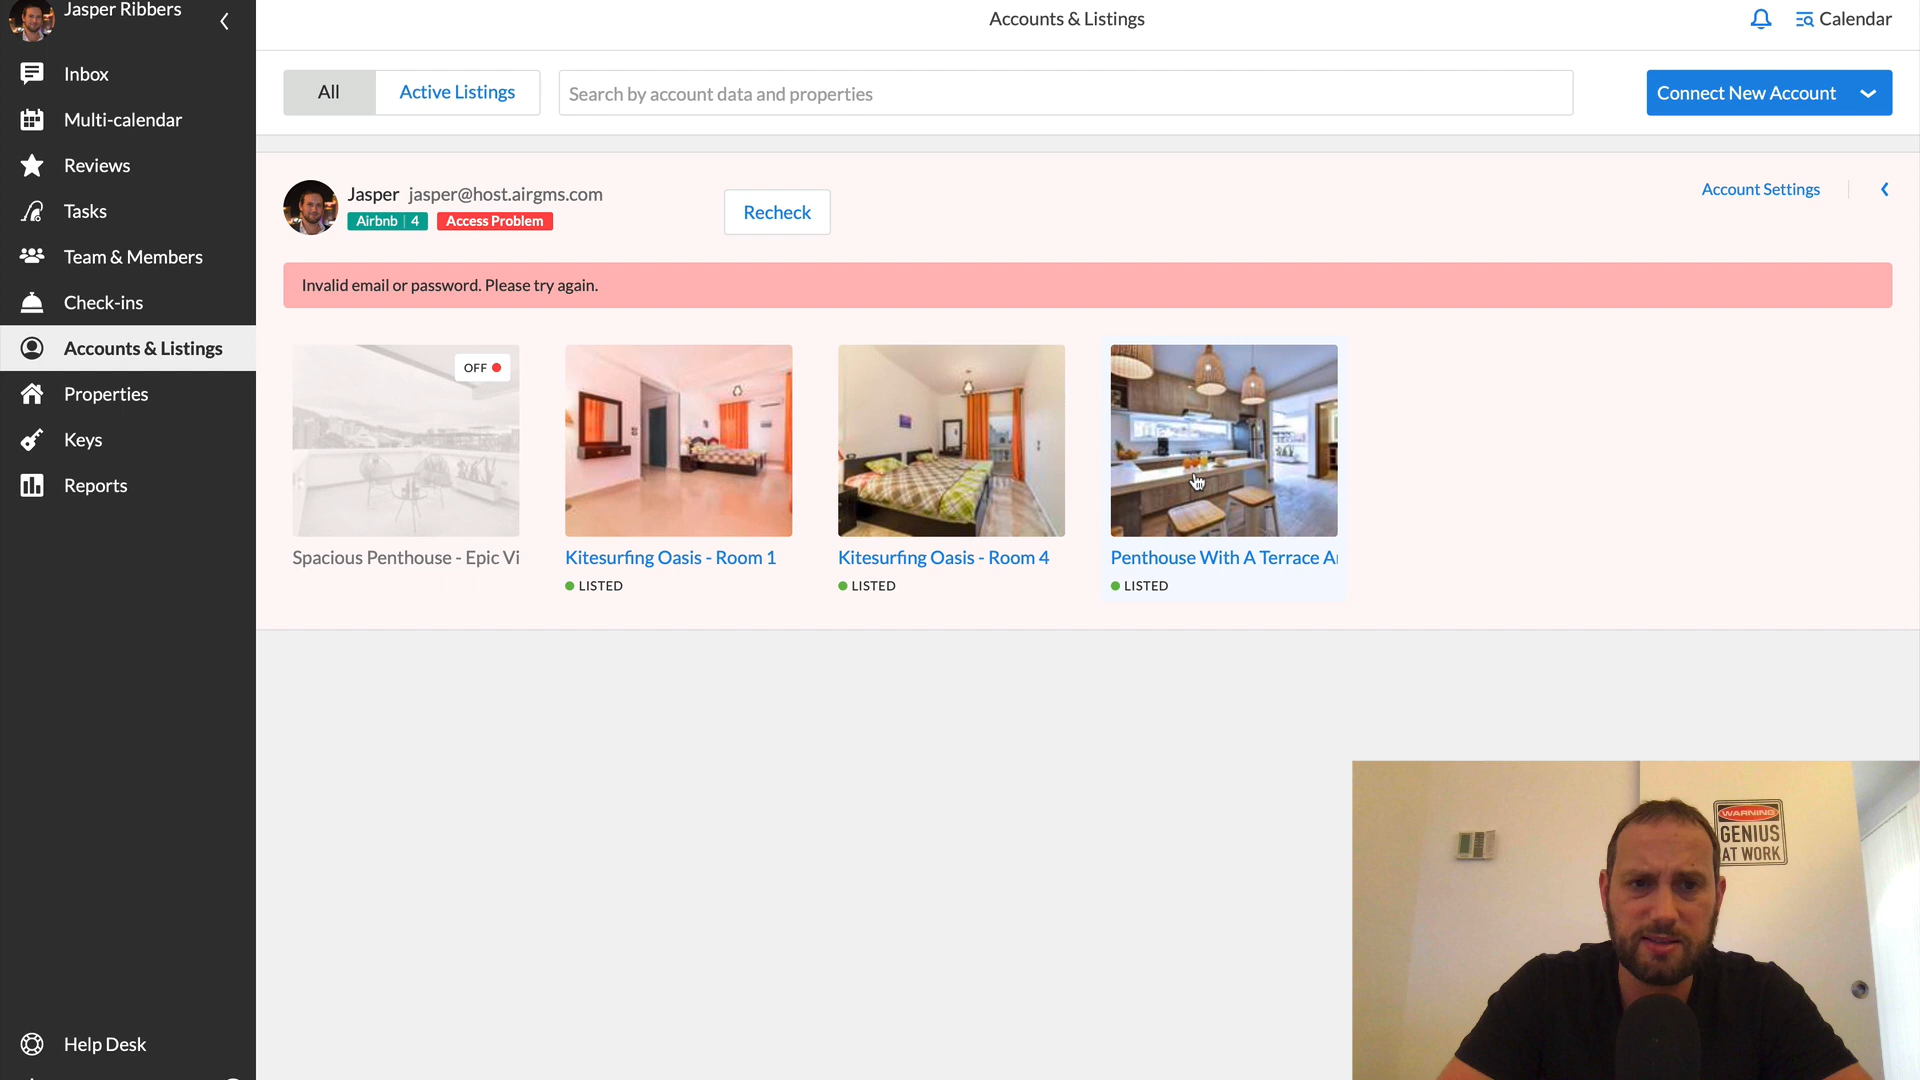 Jasper Ribbers
Inbox
Multi-calendar
Reviews
Tasks
Team & Members
Check-ins
Accounts & Listings
Properties
Keys
Reports
Help Desk
Accounts & Listings
Calendar
All
Active Listings
Search by account data and properties
Connect New Account
Jasper jasper@host.airgms.com
Airbnb | 4 Access Problem
Recheck
Account Settings
Invalid email or password. Please try again.
OFF
Spacious Penthouse - Epic Vi
Kitesurfing Oasis - Room 1
LISTED
Kitesurfing Oasis - Room 4
LISTED
Penthouse With A Terrace A
LISTED
WARNING
GENIUS
AT WORK